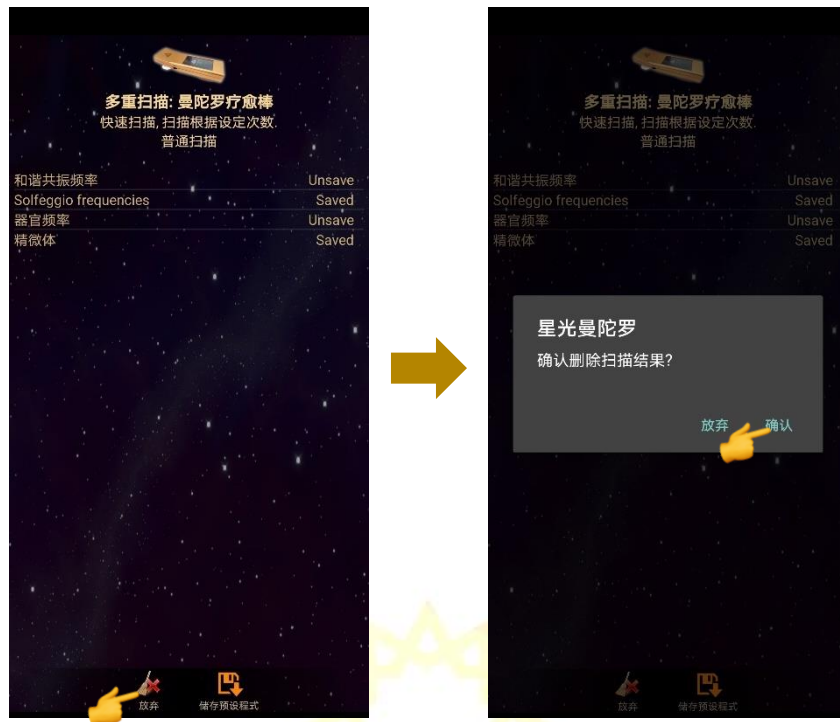 多重扫描: 曼陀罗疗愈棒
快速扫描, 扫描根据设定次数.
普通扫描
和谐共振频率 Unsave
Solfeggio frequencies Saved
器官频率 Unsave
精微体 Saved
放弃 储存预设程式
多重扫描: 曼陀罗疗愈棒
快速扫描, 扫描根据设定次数.
普通扫描
和谐共振频率 Unsave
Solfeggio frequencies Saved
器官频率 Unsave
精微体 Saved
星光曼陀罗
确认删除扫描结果?
放弃 确认
放弃 储存预设程式